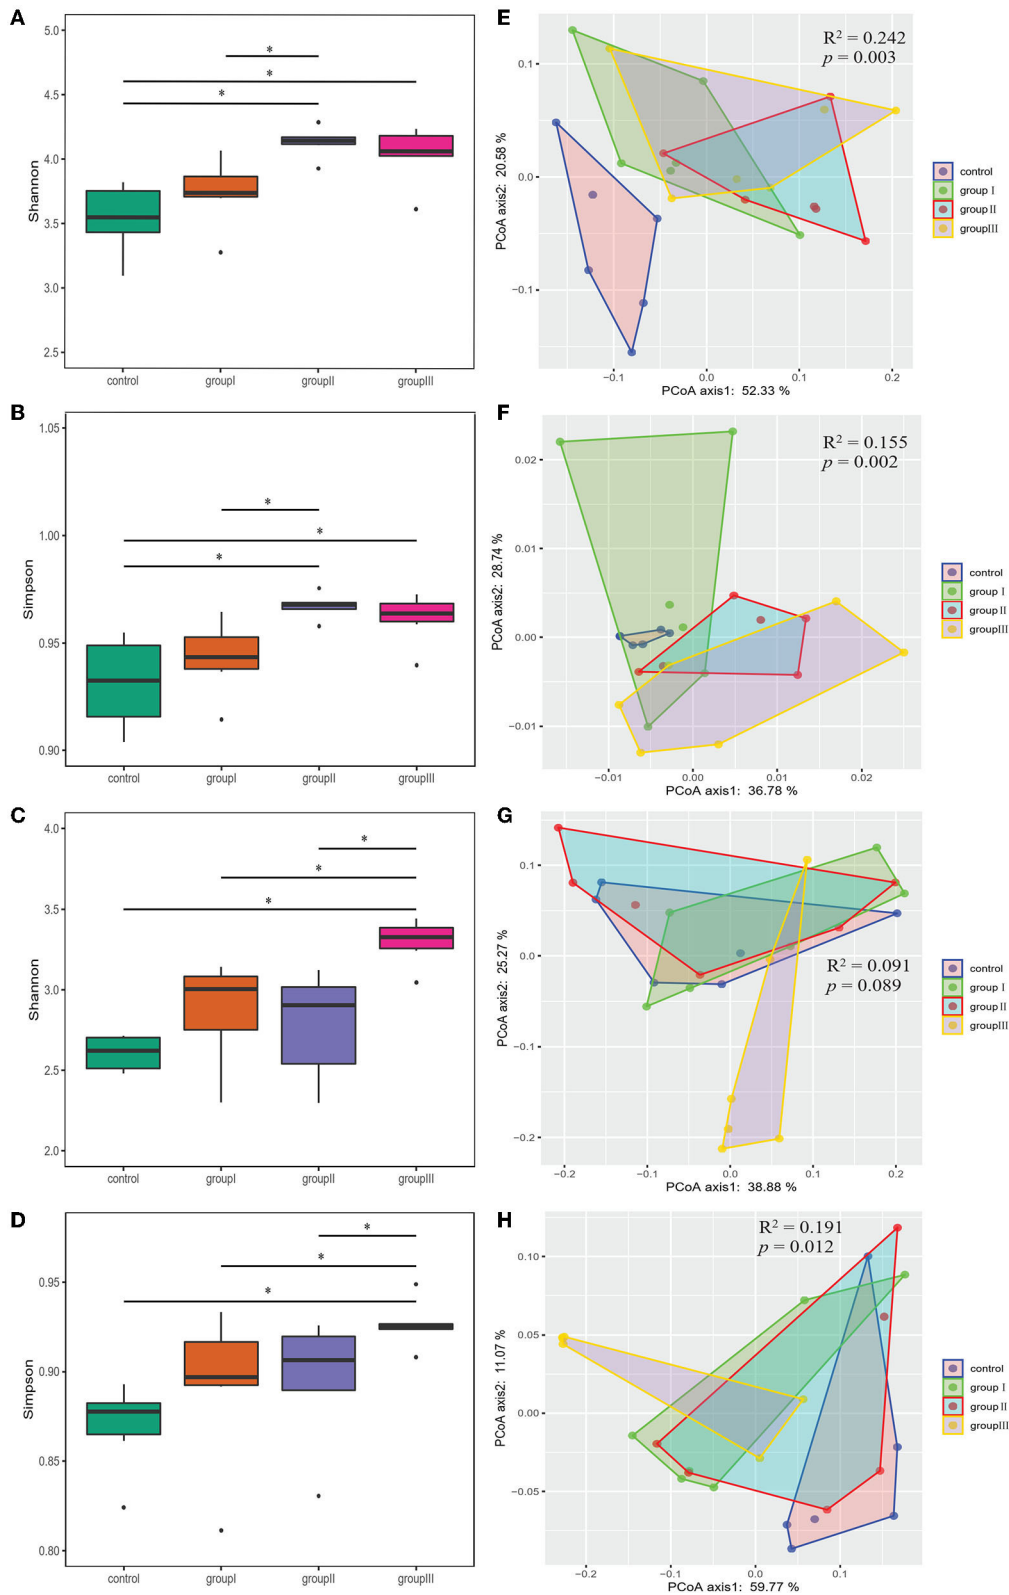 A
5.0
4.5
4.0
3.5
3.0
2.5
Shannon
*
*
*
control groupI groupII groupIII
E
R² = 0.242
p = 0.003
0.1
0.0
−0.1
PCoA axis2: 20.58 %
−0.1 0.0 0.1 0.2
PCoA axis1: 52.33 %
control
group I
group II
groupIII
B
1.05
1.00
0.95
0.90
Simpson
*
*
*
control groupI groupII groupIII
F
R² = 0.155
p = 0.002
0.02
0.01
0.00
−0.01
PCoA axis2: 28.74 %
−0.01 0.00 0.01 0.02
PCoA axis1: 36.78 %
control
group I
group II
groupIII
C
4.0
3.5
3.0
2.5
2.0
Shannon
*
*
*
control groupI groupII groupIII
G
R² = 0.091
p = 0.089
0.1
0.0
−0.1
−0.2
PCoA axis2: 25.27 %
−0.2 −0.1 0.0 0.1 0.2
PCoA axis1: 38.88 %
control
group I
group II
groupIII
D
0.95
0.90
0.85
0.80
Simpson
*
*
*
control groupI groupII groupIII
H
R² = 0.191
p = 0.012
0.10
0.05
0.00
−0.05
PCoA axis2: 11.07 %
−0.2 −0.1 0.0 0.1
PCoA axis1: 59.77 %
control
group I
group II
groupIII